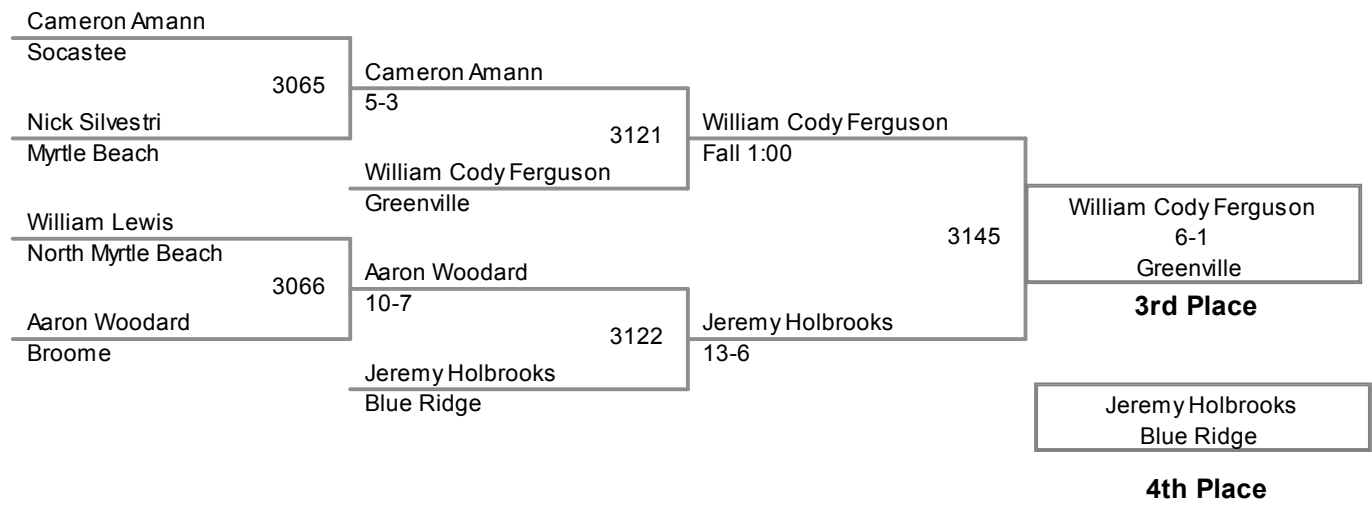 Cameron Amann
Socastee
3065
Nick Silvestri
Myrtle Beach
William Lewis
North Myrtle Beach
3066
Aaron Woodard
Broome
Cameron Amann
5-3
3121
William Cody Ferguson
Greenville
Aaron Woodard
10-7
3122
Jeremy Holbrooks
Blue Ridge
William Cody Ferguson
Fall 1:00
3145
Jeremy Holbrooks
13-6
William Cody Ferguson
6-1
Greenville
3rd Place
Jeremy Holbrooks
Blue Ridge
4th Place